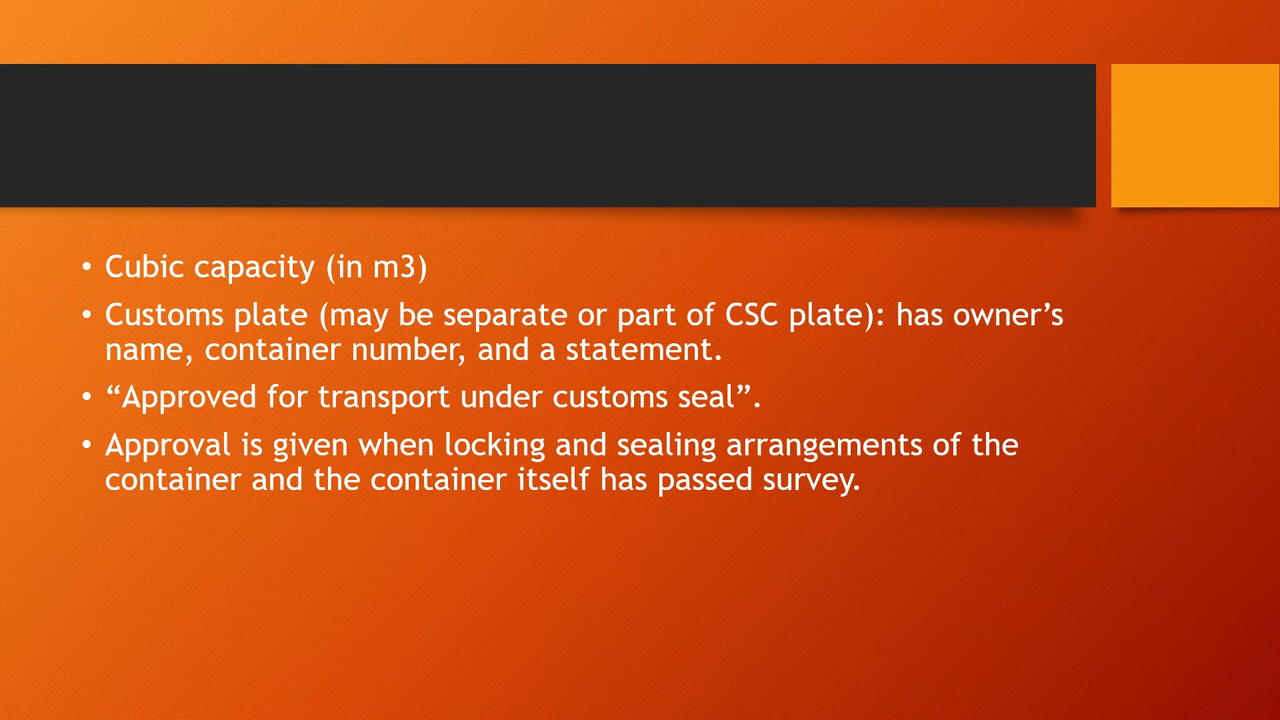 • Cubic capacity (in m3)
• Customs plate (may be separate or part of CSC plate): has owner’s
name, container number, and a statement.
• “Approved for transport under customs seal”.
• Approval is given when locking and sealing arrangements of the
container and the container itself has passed survey.